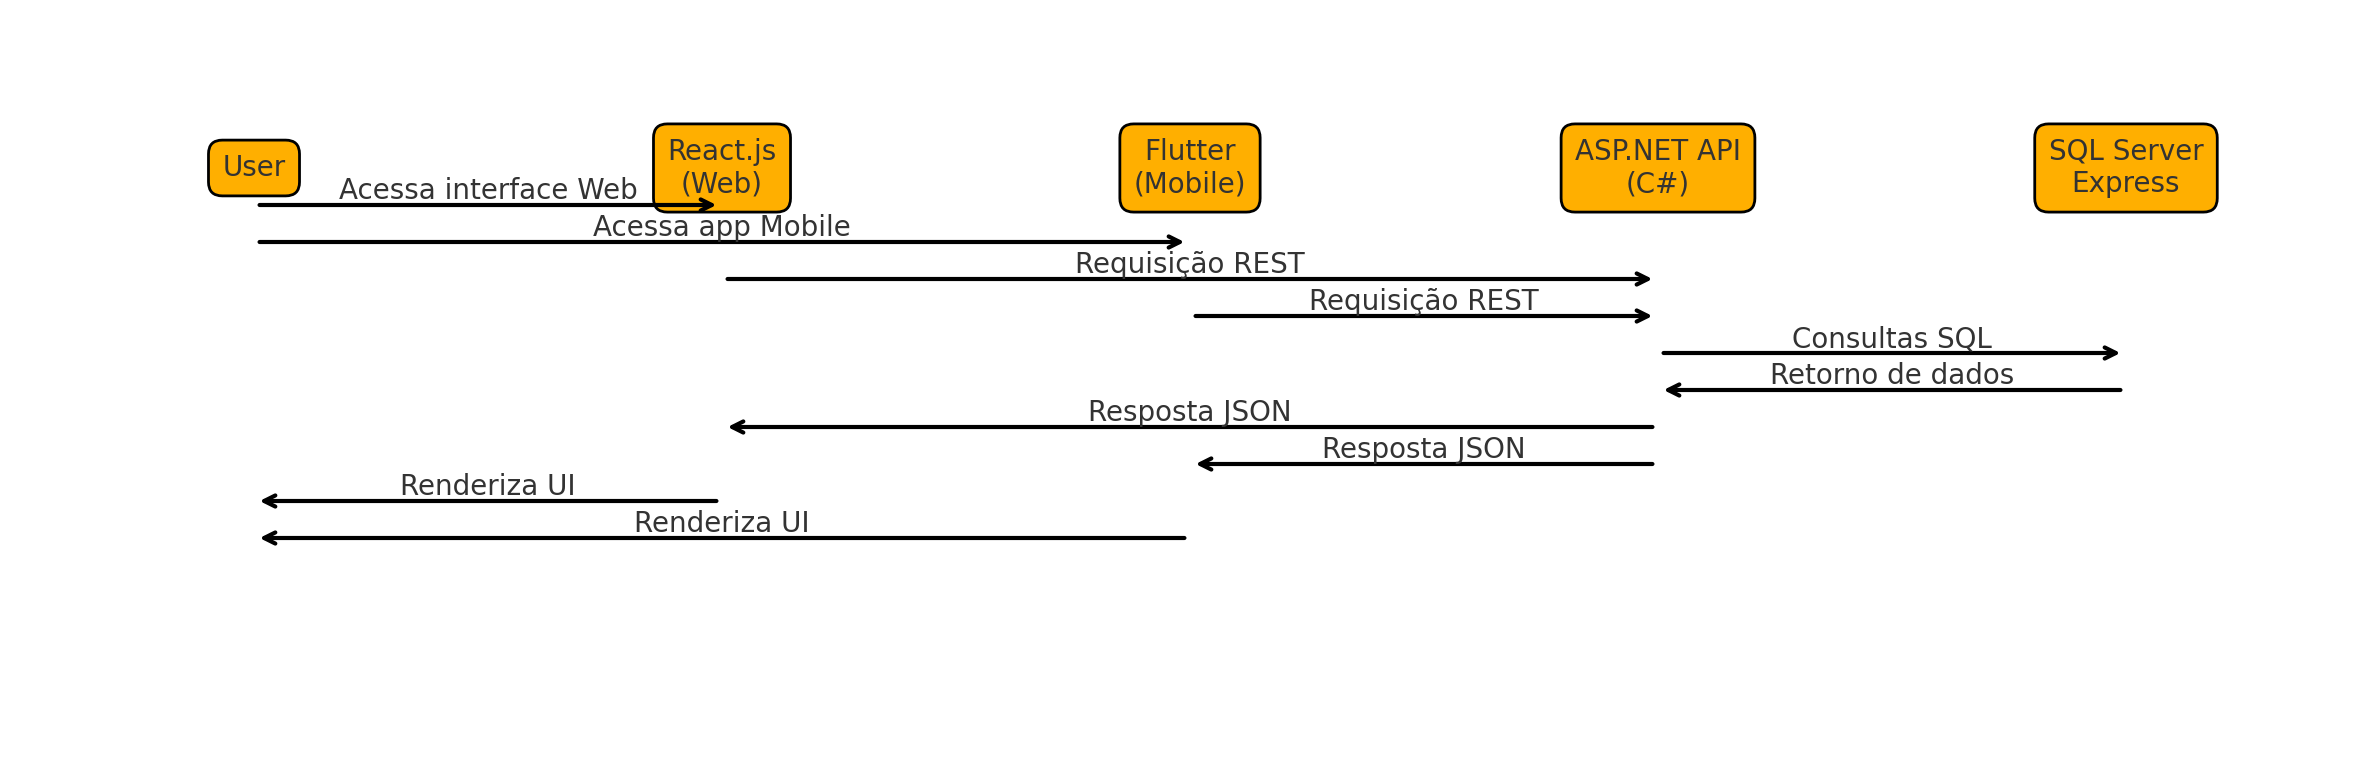 User
React.js
(Web)
Flutter
(Mobile)
ASP.NET API
(C#)
SQL Server
Express
Acessa interface Web
Acessa app Mobile
Requisição REST
Requisição REST
Consultas SQL
Retorno de dados
Resposta JSON
Resposta JSON
Renderiza UI
Renderiza UI